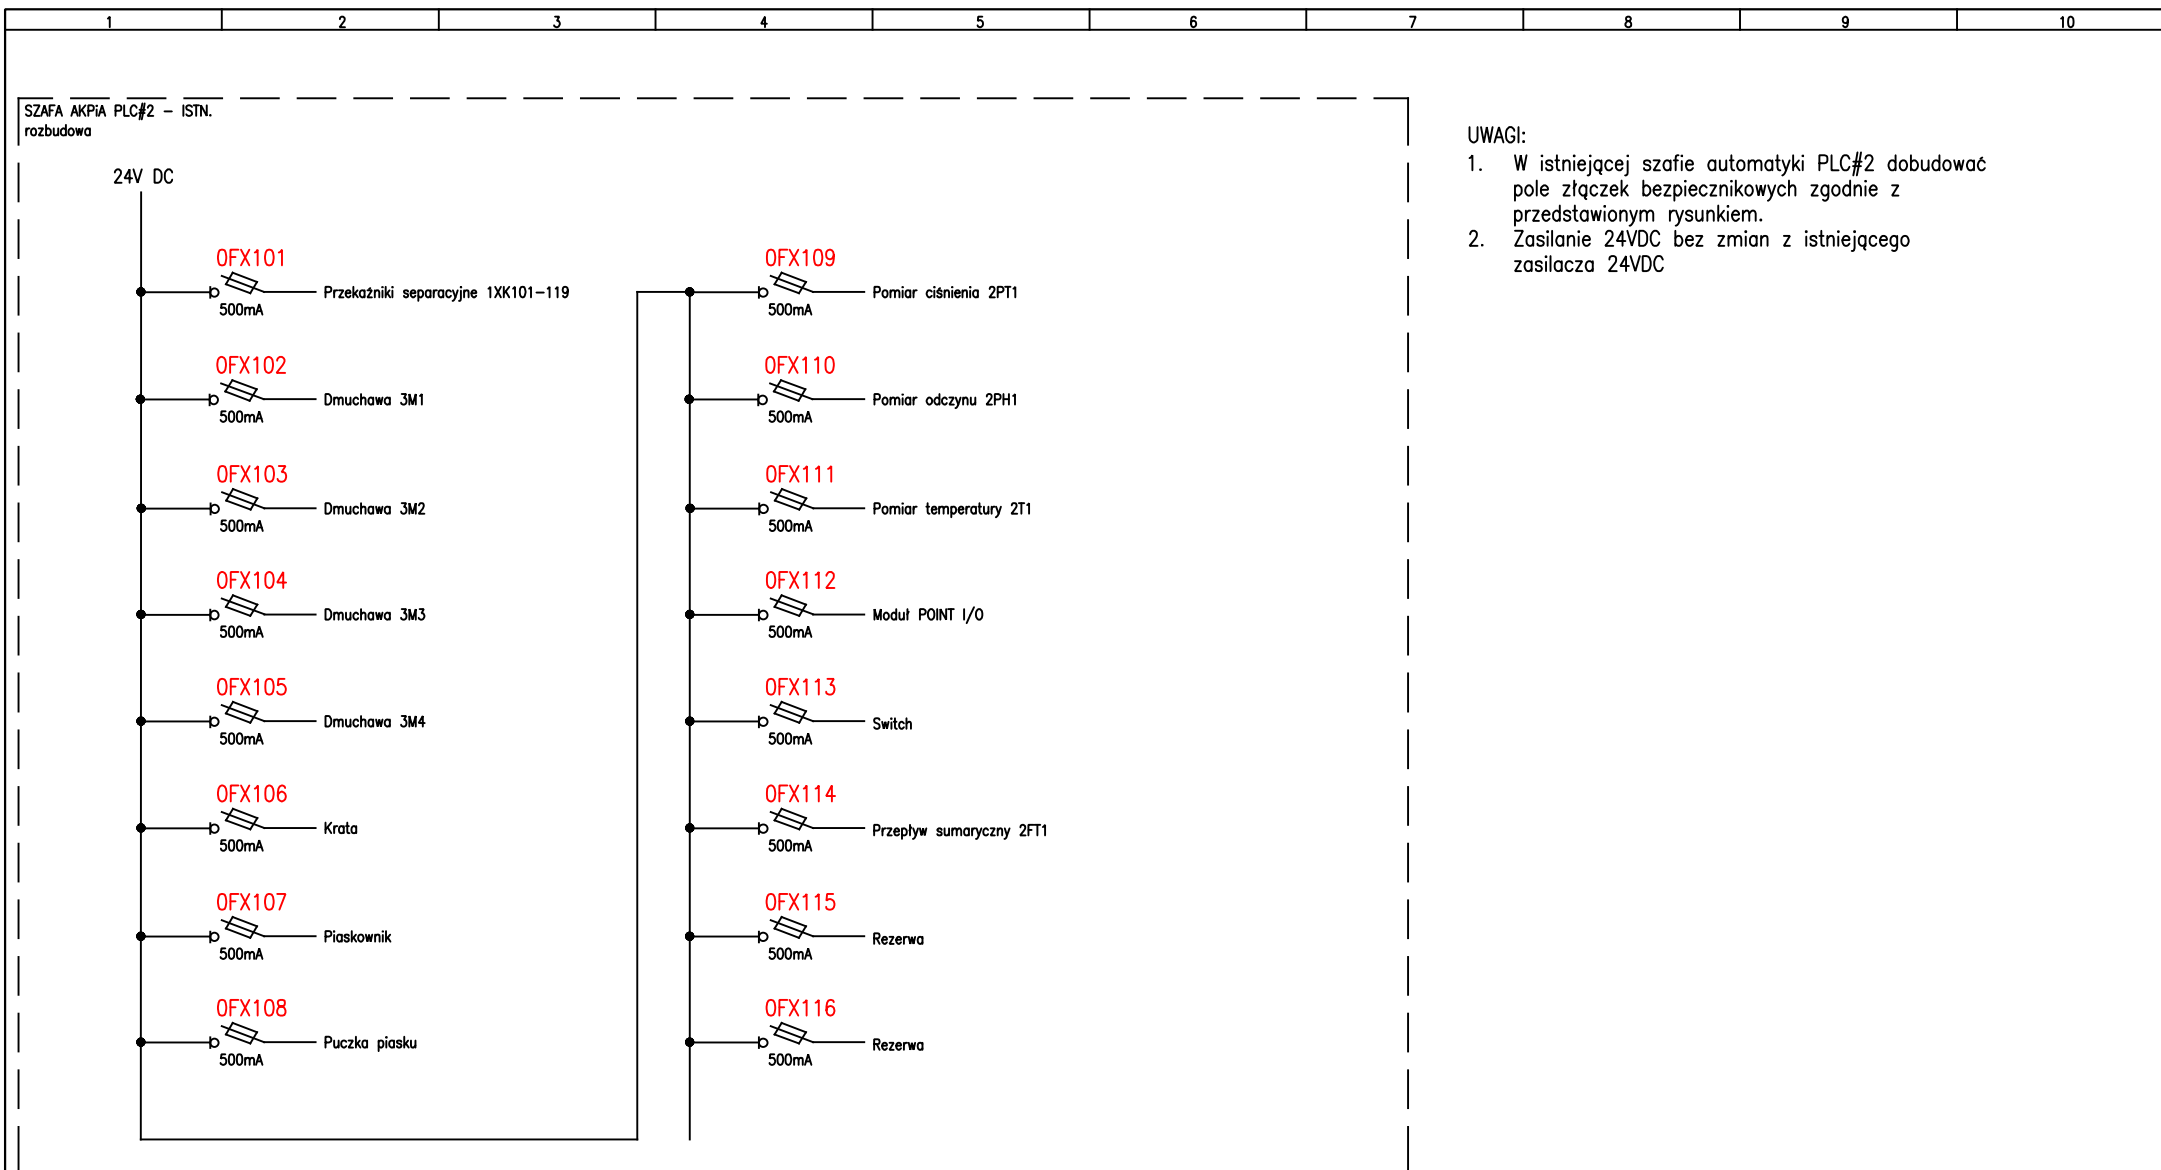 1 2 3 4 5 6 7 8 9 10
SZAFA AKPiA PLC#2 – ISTN.
rozbudowa
24V DC
0FX101
500mA
Przekaźniki separacyjne 1XK101–119
0FX102
500mA
Dmuchawa 3M1
0FX103
500mA
Dmuchawa 3M2
0FX104
500mA
Dmuchawa 3M3
0FX105
500mA
Dmuchawa 3M4
0FX106
500mA
Krata
0FX107
500mA
Piaskownik
0FX108
500mA
Puczka piasku
0FX109
500mA
Pomiar ciśnienia 2PT1
0FX110
500mA
Pomiar odczynu 2PH1
0FX111
500mA
Pomiar temperatury 2T1
0FX112
500mA
Moduł POINT I/O
0FX113
500mA
Switch
0FX114
500mA
Przepływ sumaryczny 2FT1
0FX115
500mA
Rezerwa
0FX116
500mA
Rezerwa
UWAGI:
1. W istniejącej szafie automatyki PLC#2 dobudować
pole złączek bezpiecznikowych zgodnie z
przedstawionym rysunkiem.
2. Zasilanie 24VDC bez zmian z istniejącego
zasilacza 24VDC